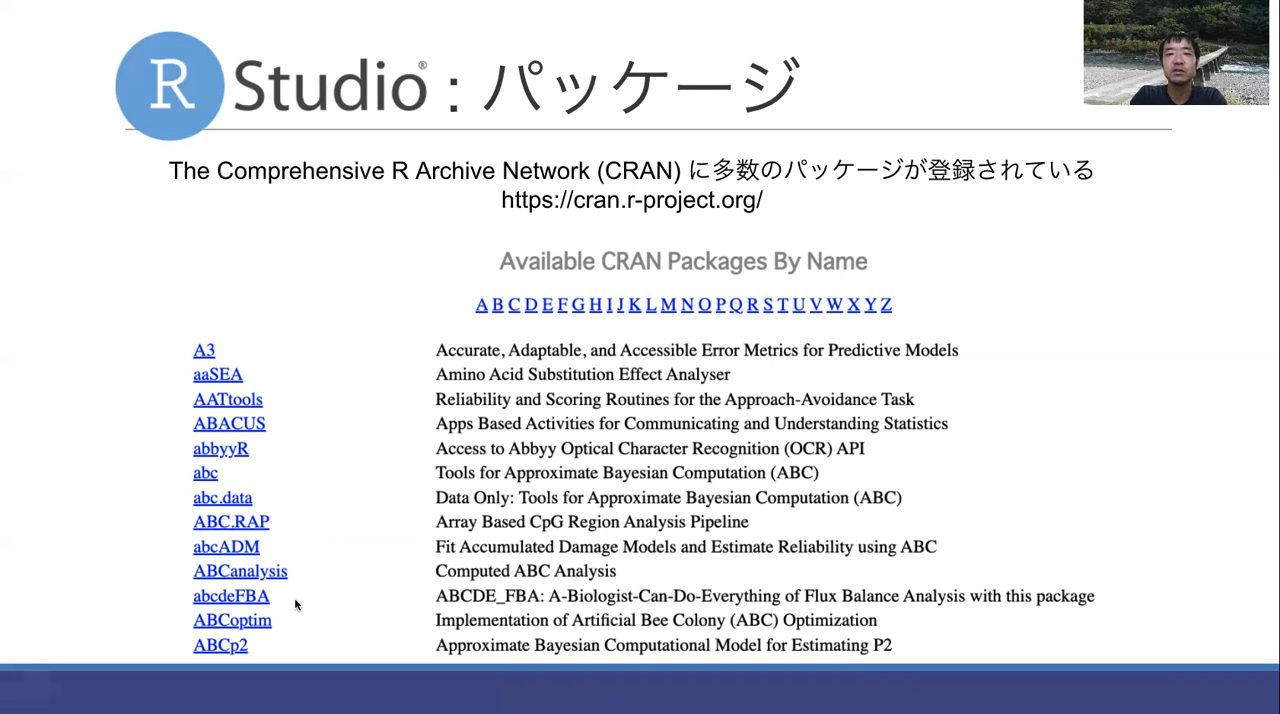 R Studio® : パッケージ
The Comprehensive R Archive Network (CRAN) に多数のパッケージが登録されている
https://cran.r-project.org/
Available CRAN Packages By Name
A B C D E F G H I J K L M N O P Q R S T U V W X Y Z
A3 Accurate, Adaptable, and Accessible Error Metrics for Predictive Models
aaSEA Amino Acid Substitution Effect Analyser
AATtools Reliability and Scoring Routines for the Approach-Avoidance Task
ABACUS Apps Based Activities for Communicating and Understanding Statistics
abbyyR Access to Abbyy Optical Character Recognition (OCR) API
abc Tools for Approximate Bayesian Computation (ABC)
abc.data Data Only: Tools for Approximate Bayesian Computation (ABC)
ABC.RAP Array Based CpG Region Analysis Pipeline
abcADM Fit Accumulated Damage Models and Estimate Reliability using ABC
ABCanalysis Computed ABC Analysis
abcdeFBA ABCDE_FBA: A-Biologist-Can-Do-Everything of Flux Balance Analysis with this package
ABCoptim Implementation of Artificial Bee Colony (ABC) Optimization
ABCp2 Approximate Bayesian Computational Model for Estimating P2